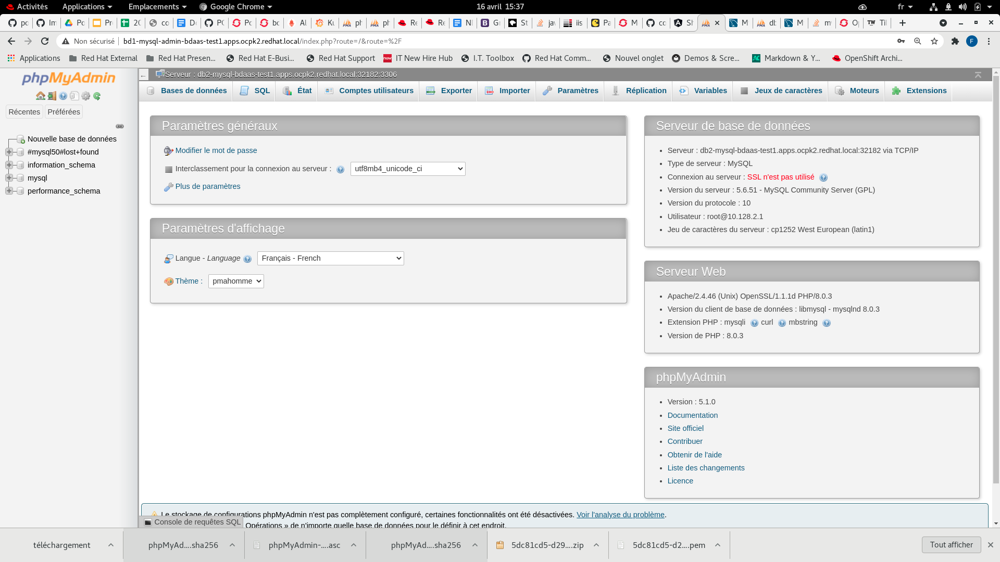 Activités Applications Emplacements Google Chrome 16 avril 15:37 fr
po Im Po Pr 20 co Do PC Po bc Al Ku ph ph Re Re NI Gr St jav iis Pa M cc Sh M db M m Op Til
Non sécurisé bd1-mysql-admin-bdaas-test1.apps.ocpk2.redhat.local/index.php?route=/&route=%2F F
Applications Red Hat External Red Hat Presen... Red Hat E-Busi... Red Hat Support IT New Hire Hub I.T. Toolbox Red Hat Comm... Nouvel onglet Demos & Scre... Markdown & Y... OpenShift Archi...
phpMyAdmin
Récentes Préférées
Nouvelle base de données
#mysql50#lost+found
information_schema
mysql
performance_schema
Serveur : db2-mysql-bdaas-test1.apps.ocpk2.redhat.local:32182:3306
Bases de données SQL État Comptes utilisateurs Exporter Importer Paramètres Réplication Variables Jeux de caractères Moteurs Extensions
Paramètres généraux
Modifier le mot de passe
Interclassement pour la connexion au serveur : utf8mb4_unicode_ci
Plus de paramètres
Paramètres d'affichage
Langue - Language Français - French
Thème : pmahomme
Serveur de base de données
Serveur : db2-mysql-bdaas-test1.apps.ocpk2.redhat.local:32182 via TCP/IP
Type de serveur : MySQL
Connexion au serveur : SSL n'est pas utilisé
Version du serveur : 5.6.51 - MySQL Community Server (GPL)
Version du protocole : 10
Utilisateur : root@10.128.2.1
Jeu de caractères du serveur : cp1252 West European (latin1)
Serveur Web
Apache/2.4.46 (Unix) OpenSSL/1.1.1d PHP/8.0.3
Version du client de base de données : libmysql - mysqlnd 8.0.3
Extension PHP : mysqli curl mbstring
Version de PHP : 8.0.3
phpMyAdmin
Version : 5.1.0
Documentation
Site officiel
Contribuer
Obtenir de l'aide
Liste des changements
Licence
Le stockage de configurations phpMyAdmin n'est pas complètement configuré, certaines fonctionnalités ont été désactivées. Voir l'analyse du problème.
Console de requêtes SQL Opérations » de n'importe quelle base de données pour le définir à cet endroit.
téléchargement phpMyAd....sha256 phpMyAdmin-....asc phpMyAd....sha256 5dc81cd5-d29....zip 5dc81cd5-d2....pem Tout afficher